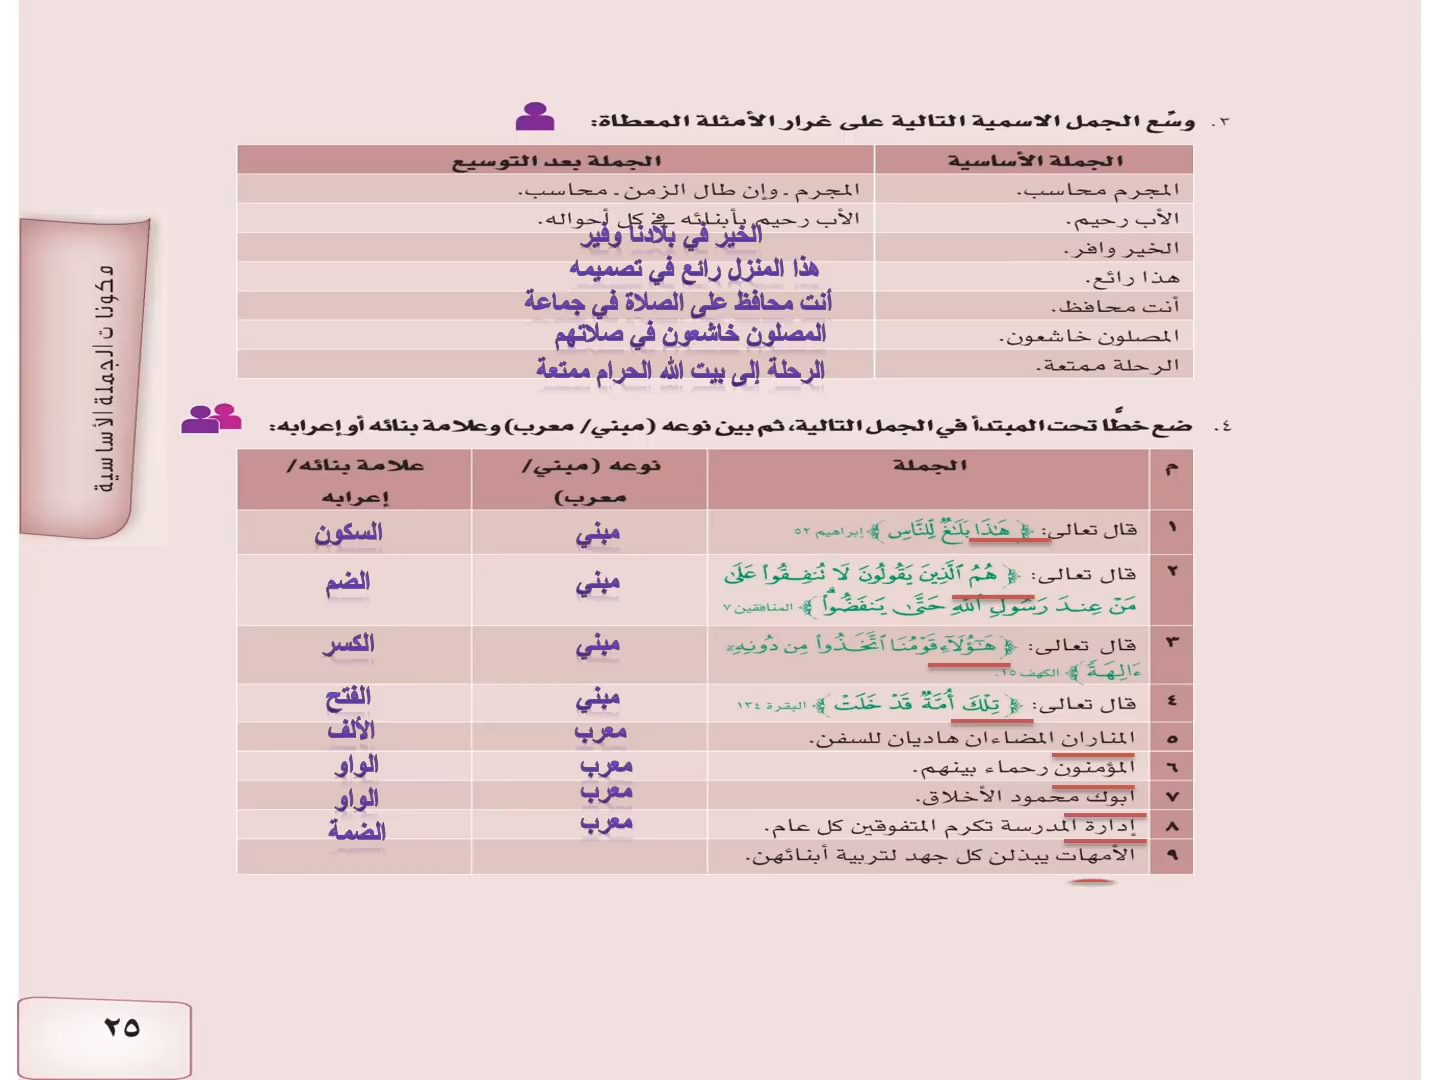 ٣. وسِّع الجمل الاسمية التالية على غرار الأمثلة المعطاة:
الجملة الأساسية الجملة بعد التوسيع
المجرم محاسب. المجرم ـ وإن طال الزمن ـ محاسب.
الأب رحيم. الأب رحيم بأبنائه في كل أحواله.
الخير وافر. الخير في بلادنا وفير
هذا رائع. هذا المنزل رائع في تصميمه
أنت محافظ. أنت محافظ على الصلاة في جماعة
المصلون خاشعون. المصلون خاشعون في صلاتهم
الرحلة ممتعة. الرحلة إلى بيت الله الحرام ممتعة
٤. ضع خطًّا تحت المبتدأ في الجمل التالية، ثم بين نوعه (مبني/ معرب) وعلامة بنائه أو إعرابه:
م الجملة نوعه (مبني/ علامة بنائه/
معرب) إعرابه
١ قال تعالى: ﴿هَٰذَا بَلَٰغٌ لِّلنَّاسِ﴾ إبراهيم ٥٢ مبني السكون
٢ قال تعالى: ﴿هُمُ ٱلَّذِينَ يَقُولُونَ لَا تُنفِقُوا۟ عَلَىٰ مبني الضم
مَنْ عِندَ رَسُولِ ٱللَّهِ حَتَّىٰ يَنفَضُّوا۟﴾ المنافقين ٧
٣ قال تعالى: ﴿هَٰٓؤُلَآءِ قَوْمُنَا ٱتَّخَذُوا۟ مِن دُونِهِۦٓ مبني الكسر
ءَالِهَةً﴾ الكهف ١٥.
٤ قال تعالى: ﴿تِلْكَ أُمَّةٌ قَدْ خَلَتْ﴾ البقرة ١٣٤ مبني الفتح
٥ المناران المضاءان هاديان للسفن. معرب الألف
٦ المؤمنون رحماء بينهم. معرب الواو
٧ أبوك محمود الأخلاق. معرب الواو
٨ إدارة المدرسة تكرم المتفوقين كل عام. معرب الضمة
٩ الأمهات يبذلن كل جهد لتربية أبنائهن.
مكونات الجملة الأساسية
٢٥